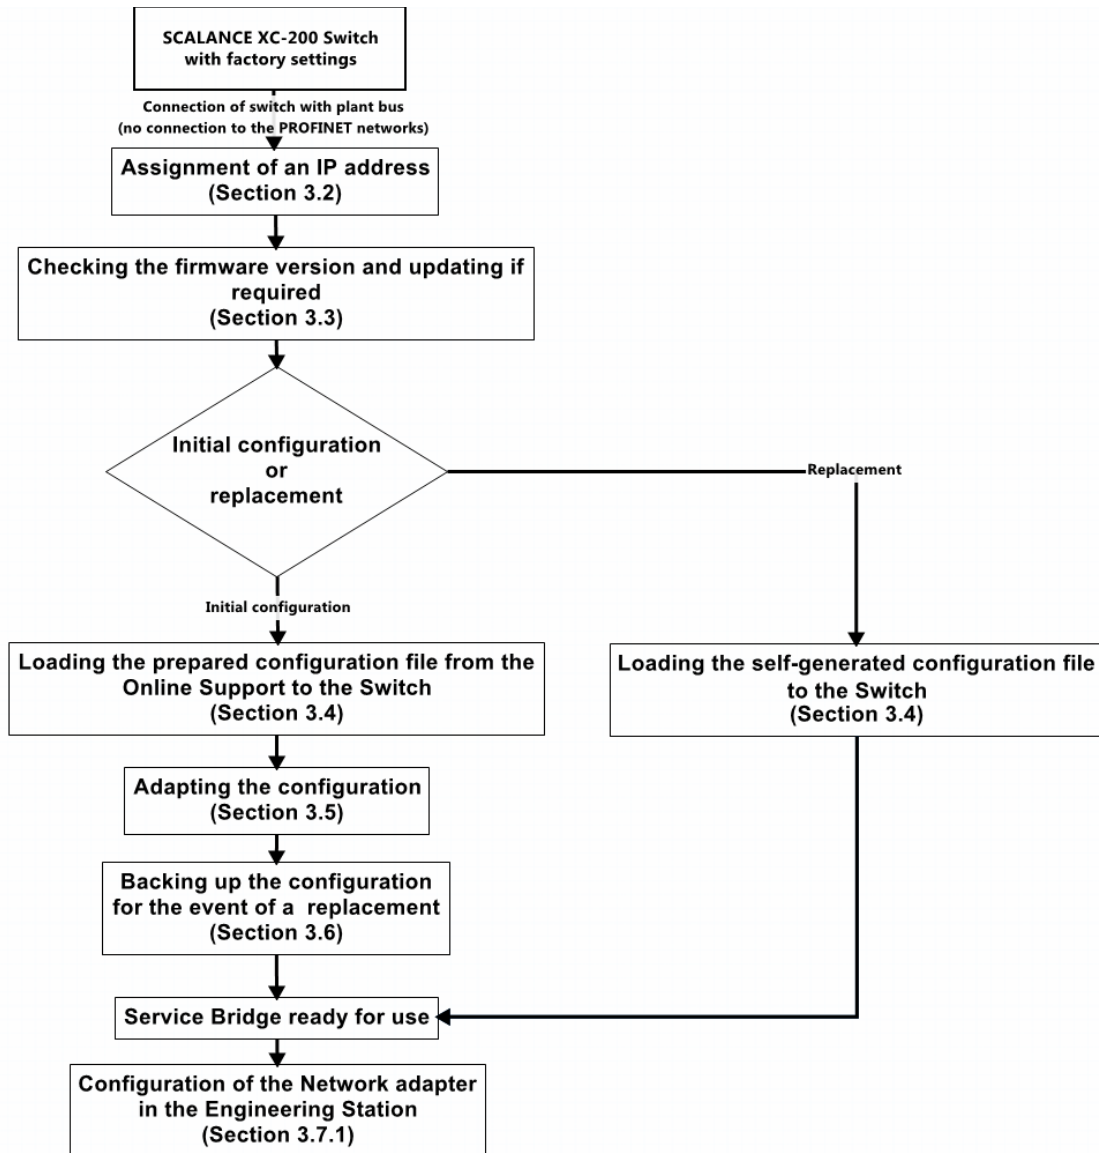 SCALANCE XC-200 Switch
with factory settings
Connection of switch with plant bus
(no connection to the PROFINET networks)
Assignment of an IP address
(Section 3.2)
Checking the firmware version and updating if
required
(Section 3.3)
Initial configuration
or
replacement
Replacement
Initial configuration
Loading the prepared configuration file from the
Online Support to the Switch
(Section 3.4)
Loading the self-generated configuration file
to the Switch
(Section 3.4)
Adapting the configuration
(Section 3.5)
Backing up the configuration
for the event of a replacement
(Section 3.6)
Service Bridge ready for use
Configuration of the Network adapter
in the Engineering Station
(Section 3.7.1)